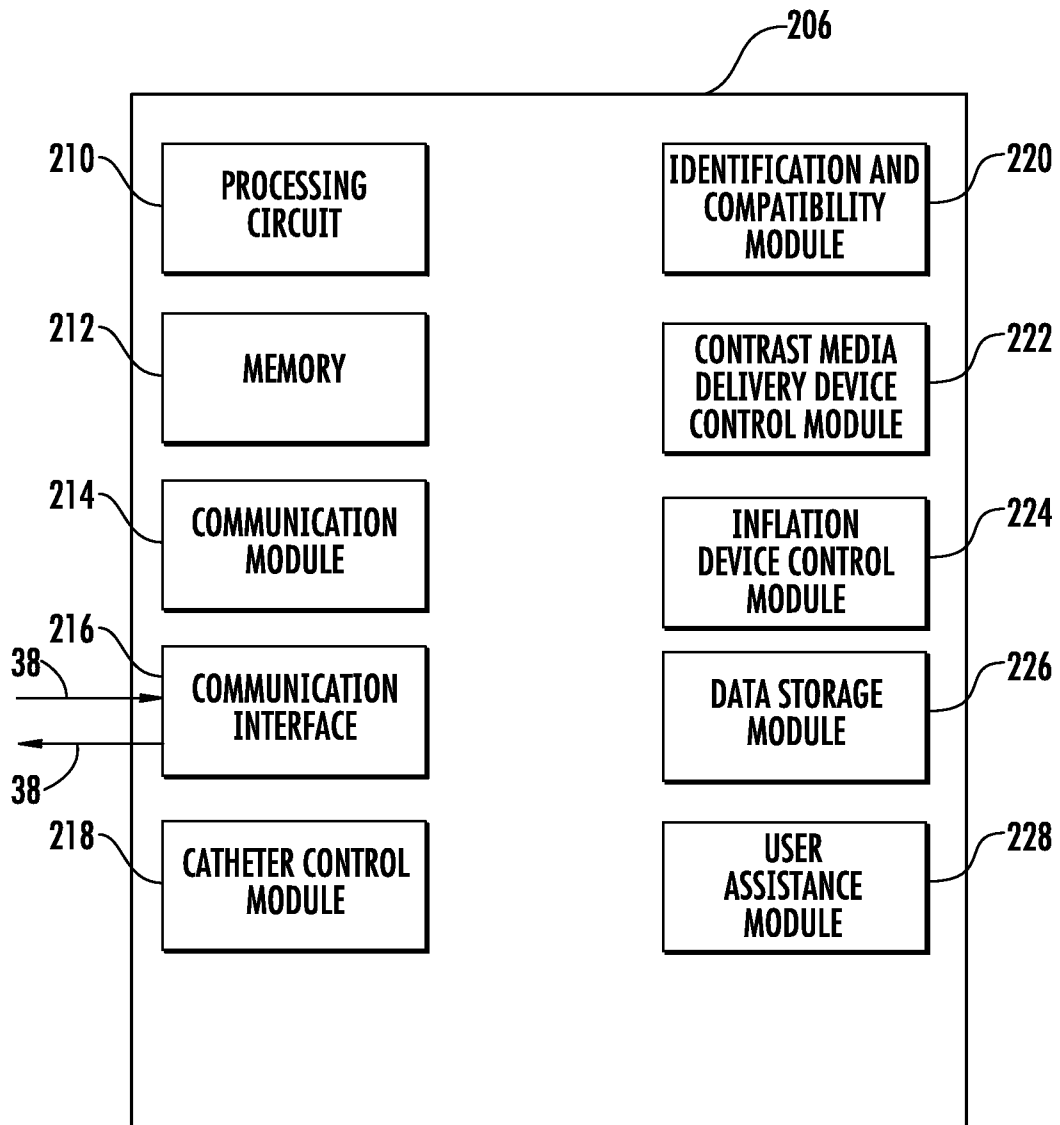 206
210
PROCESSING
CIRCUIT
212
MEMORY
214
COMMUNICATION
MODULE
216
38
COMMUNICATION
INTERFACE
38
218
CATHETER CONTROL
MODULE
IDENTIFICATION AND
COMPATIBILITY
MODULE
220
CONTRAST MEDIA
DELIVERY DEVICE
CONTROL MODULE
222
INFLATION
DEVICE CONTROL
MODULE
224
DATA STORAGE
MODULE
226
USER
ASSISTANCE
MODULE
228